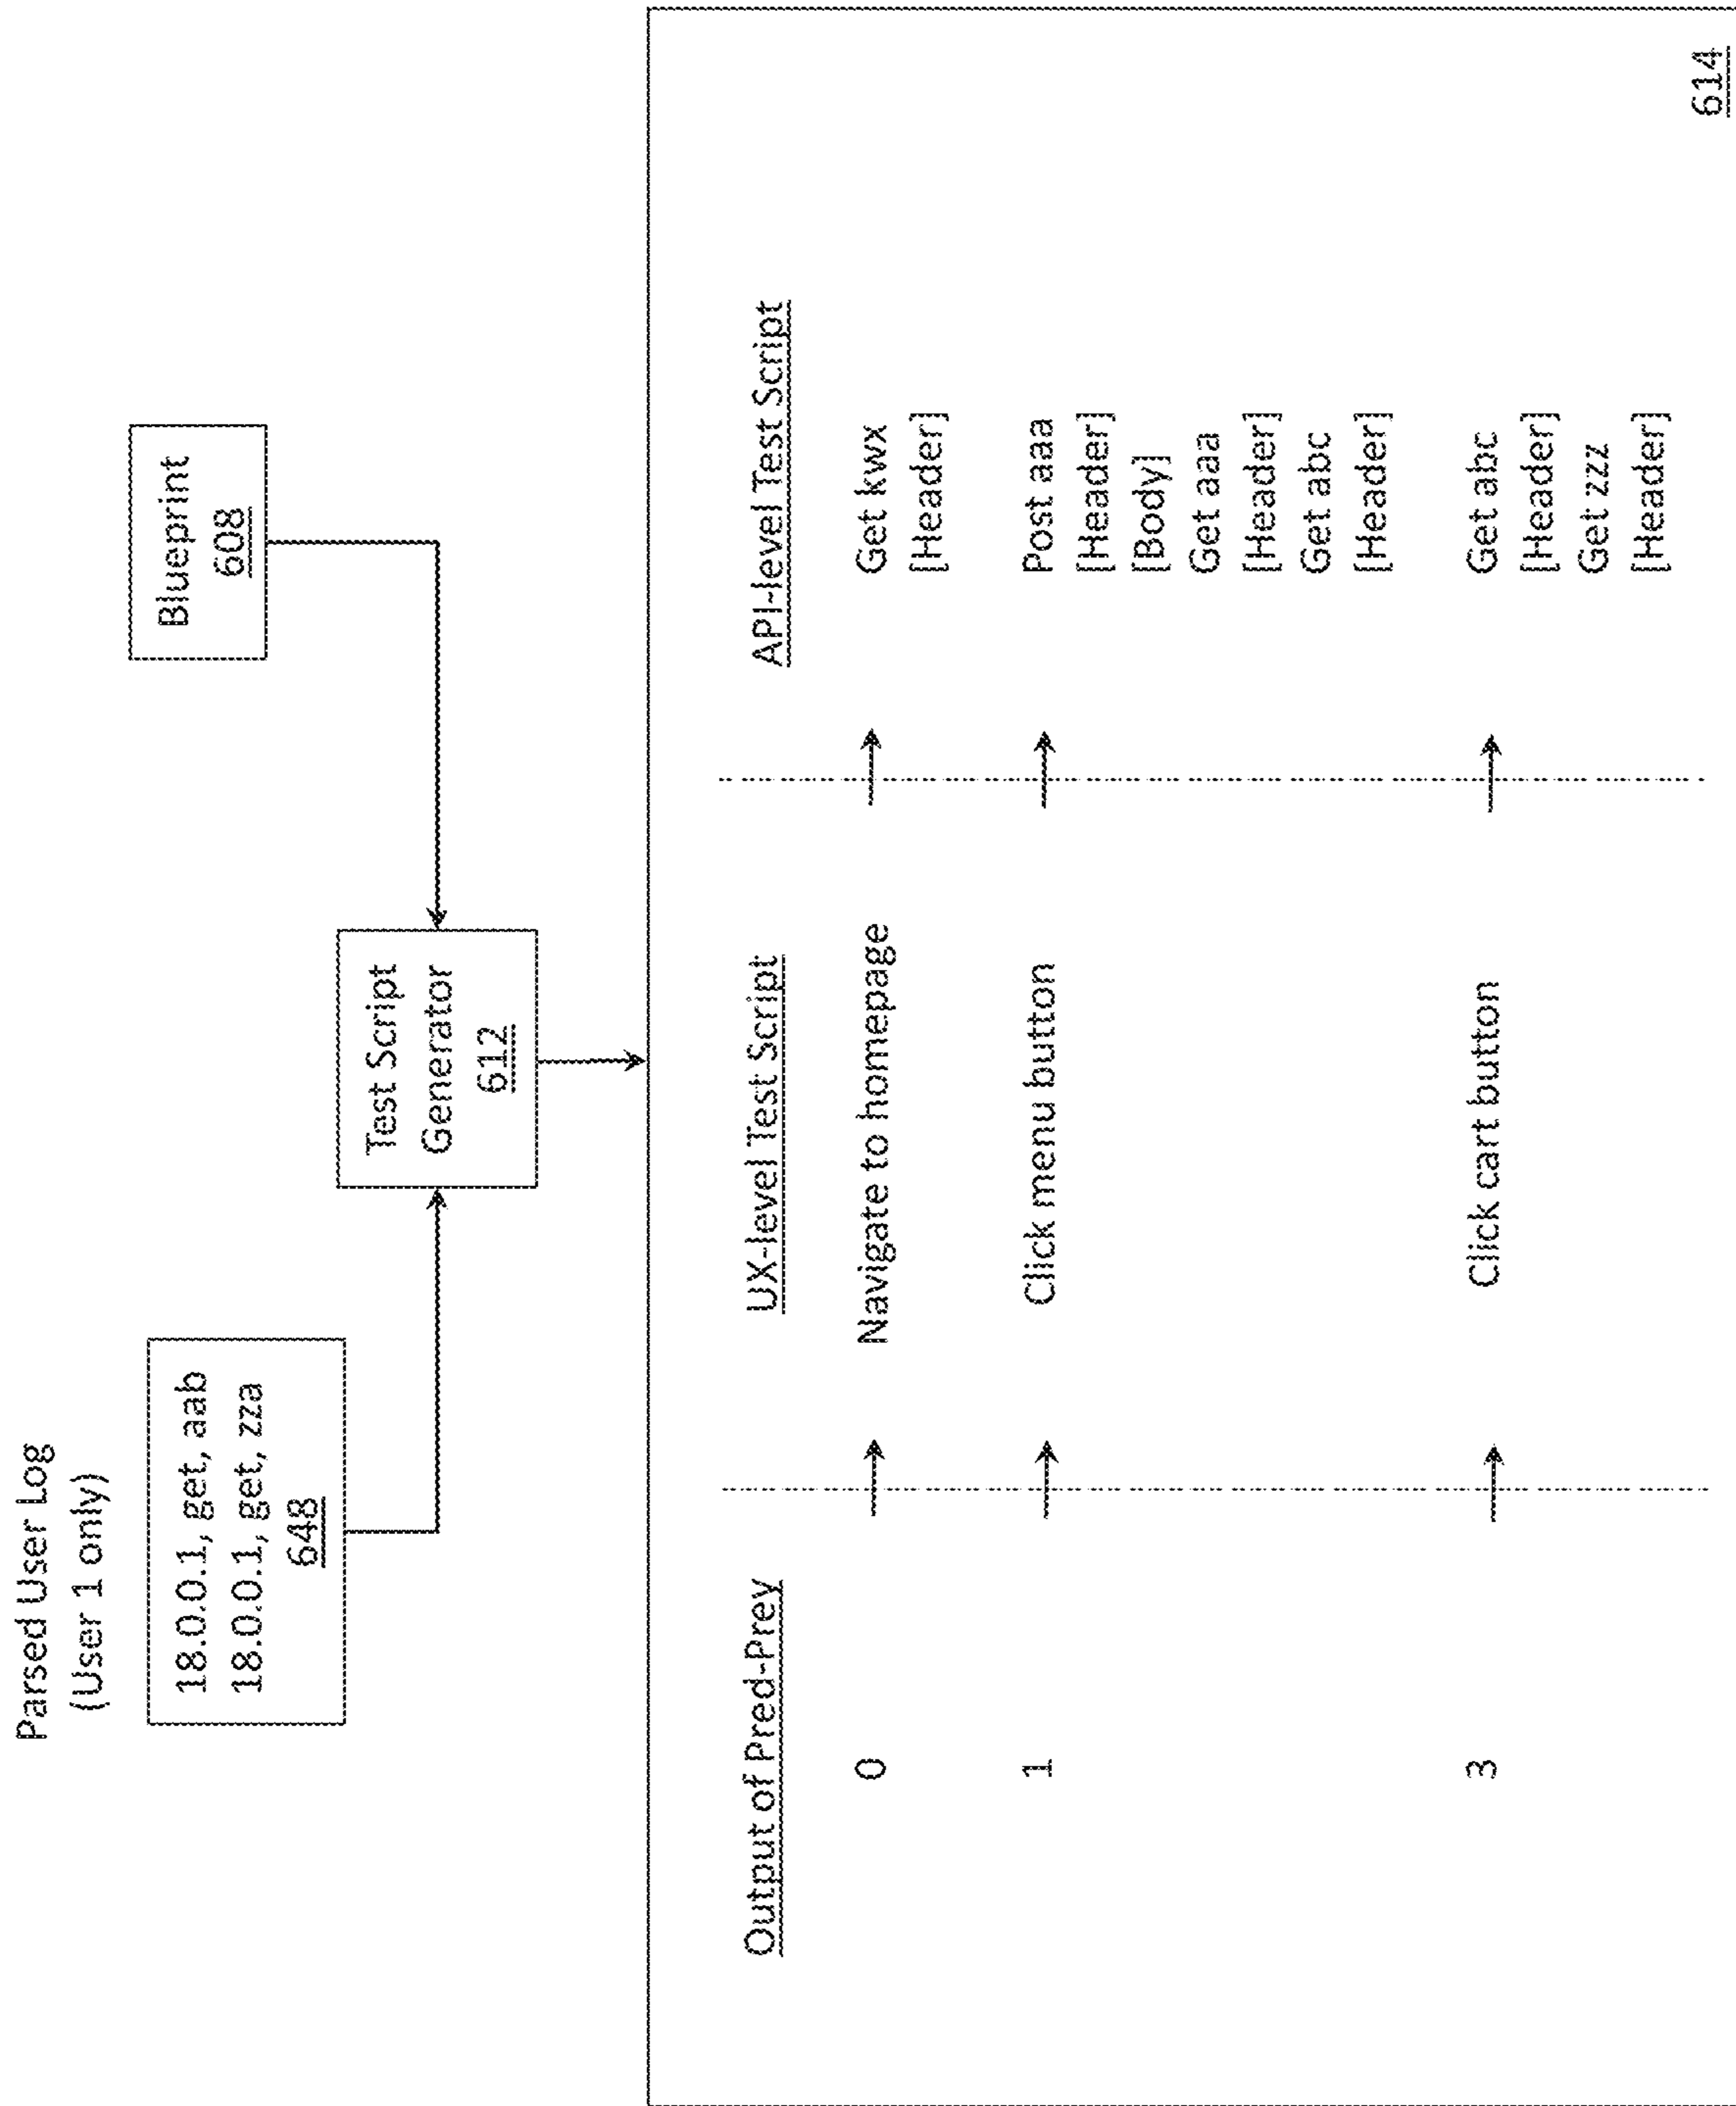 Parsed User Log
(User 1 only)
18.0.0.1, get, aab
18.0.0.1, get, zza
648
Blueprint
608
Test Script
Generator
612
Output of Pred-Prey
UX-level Test Script
API-level Test Script
0
Navigate to homepage
Get kwx
[Header]
1
Click menu button
Post aaa
[Header]
[Body]
Get aaa
[Header]
Get abc
[Header]
3
Click cart button
Get abc
[Header]
Get zzz
[Header]
614